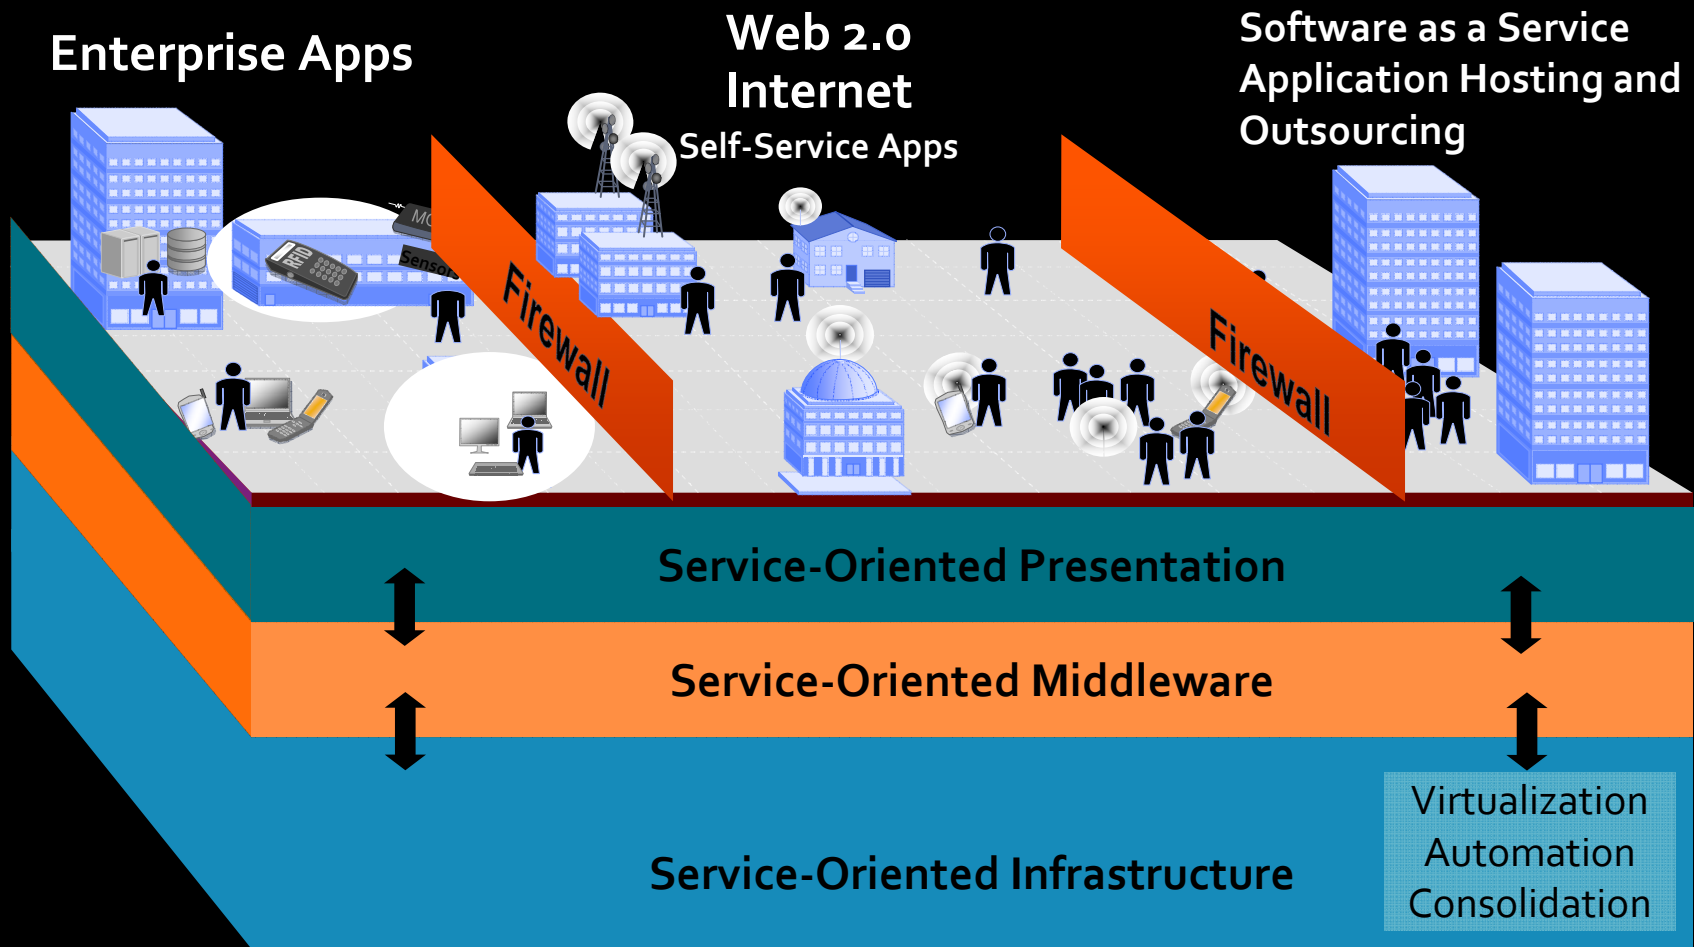 Enterprise Apps
Web 2.0
Internet
Self-Service Apps
Software as a Service
Application Hosting and
Outsourcing
RFID
Firewall
Firewall
Service-Oriented Presentation
Service-Oriented Middleware
Service-Oriented Infrastructure
Virtualization
Automation
Consolidation